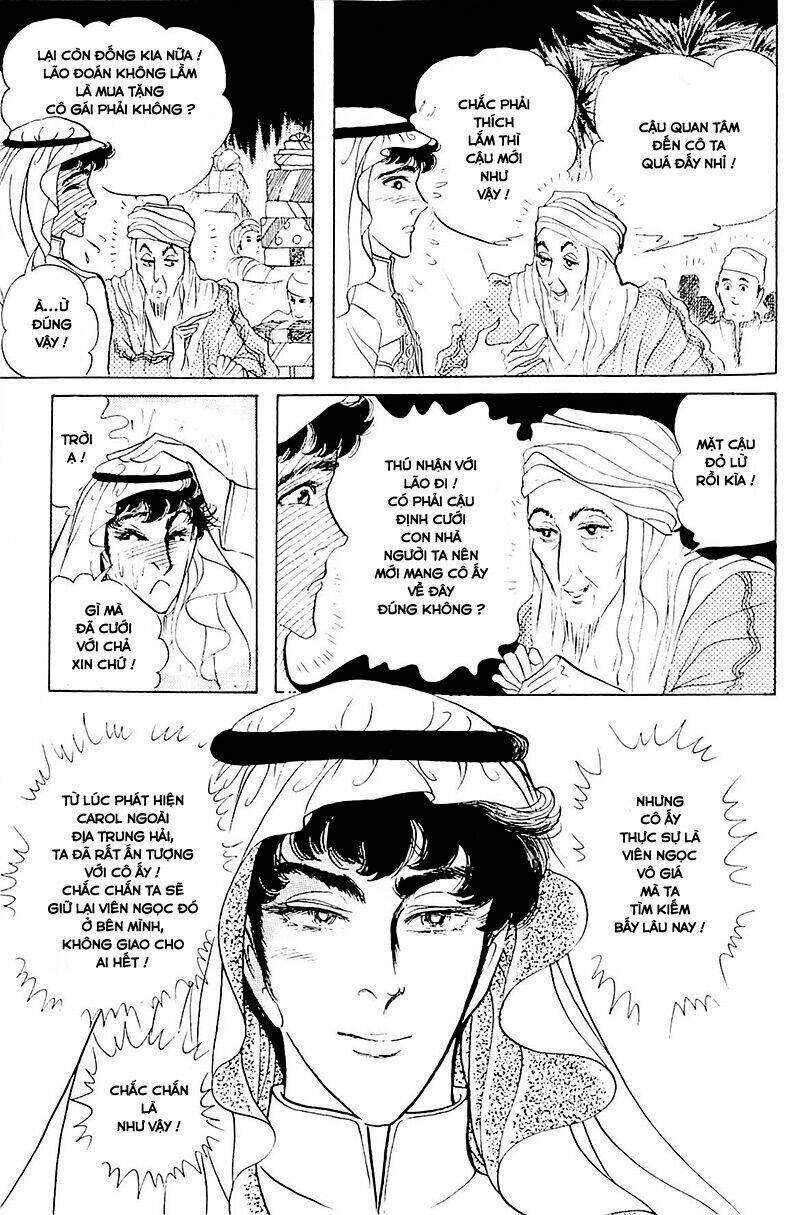 CẬU QUAN TÂM
ĐẾN CÔ TA
QUÁ ĐẤY NHỈ !
CHẮC PHẢI
THÍCH
LẮM THÌ
CẬU MỚI
NHƯ
VẬY !
LẠI CÒN ĐỐNG KIA NỮA !
LÃO ĐOÁN KHÔNG LẦM
LÀ MUA TẶNG
CÔ GÁI PHẢI KHÔNG ?
À...Ừ
ĐÚNG
VẬY !
MẶT CẬU
ĐỎ LỪ
RỒI KÌA !
THÚ NHẬN VỚI
LÃO ĐI !
CÓ PHẢI CẬU
ĐỊNH CƯỚI
CON NHÀ
NGƯỜI TA NÊN
MỚI MANG CÔ ẤY
VỀ ĐÂY
ĐÚNG KHÔNG ?
TRỜI
Ạ !
GÌ MÀ
ĐÃ CƯỚI
VỚI CHẢ
XIN CHỨ !
NHƯNG
CÔ ẤY
THỰC SỰ LÀ
VIÊN NGỌC
VÔ GIÁ
MÀ TA
TÌM KIẾM
BẤY LÂU NAY !
TỪ LÚC PHÁT HIỆN
CAROL NGOÀI
ĐỊA TRUNG HẢI,
TA ĐÃ RẤT ẤN TƯỢNG
VỚI CÔ ẤY !
CHẮC CHẮN TA SẼ
GIỮ LẠI VIÊN NGỌC ĐÓ
Ở BÊN MÌNH,
KHÔNG GIAO CHO
AI HẾT !
CHẮC CHẮN
LÀ
NHƯ VẬY !